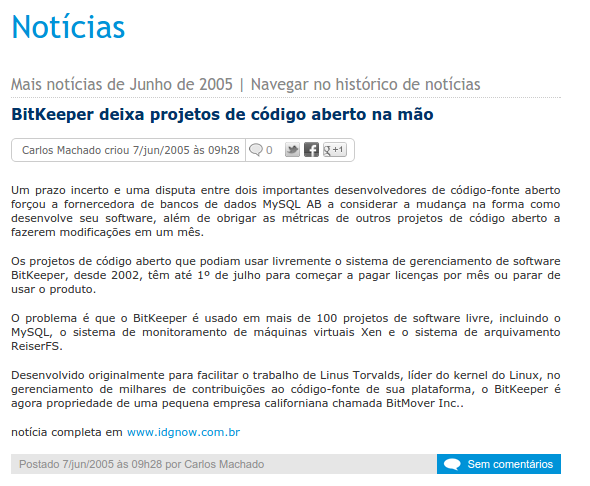 Notícias
Mais notícias de Junho de 2005 | Navegar no histórico de notícias
BitKeeper deixa projetos de código aberto na mão
Carlos Machado criou 7/jun/2005 às 09h28 0 +1
Um prazo incerto e uma disputa entre dois importantes desenvolvedores de código-fonte aberto
forçou a fornercedora de bancos de dados MySQL AB a considerar a mudança na forma como
desenvolve seu software, além de obrigar as métricas de outros projetos de código aberto a
fazerem modificações em um mês.
Os projetos de código aberto que podiam usar livremente o sistema de gerenciamento de software
BitKeeper, desde 2002, têm até 1º de julho para começar a pagar licenças por mês ou parar de
usar o produto.
O problema é que o BitKeeper é usado em mais de 100 projetos de software livre, incluindo o
MySQL, o sistema de monitoramento de máquinas virtuais Xen e o sistema de arquivamento
ReiserFS.
Desenvolvido originalmente para facilitar o trabalho de Linus Torvalds, líder do kernel do Linux, no
gerenciamento de milhares de contribuições ao código-fonte de sua plataforma, o BitKeeper é
agora propriedade de uma pequena empresa californiana chamada BitMover Inc..
notícia completa em www.idgnow.com.br
Postado 7/jun/2005 às 09h28 por Carlos Machado Sem comentários